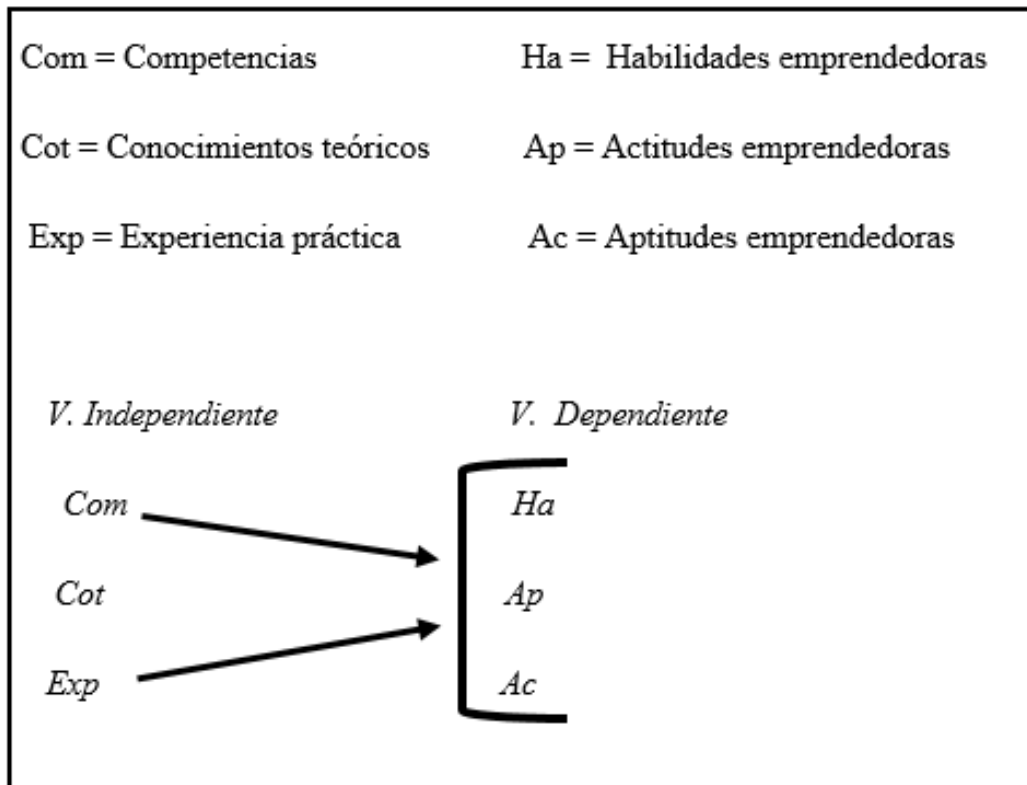 Com = Competencias Ha = Habilidades emprendedoras
Cot = Conocimientos teóricos Ap = Actitudes emprendedoras
Exp = Experiencia práctica Ac = Aptitudes emprendedoras
V. Independiente V. Dependiente
Com Ha
Cot Ap
Exp Ac